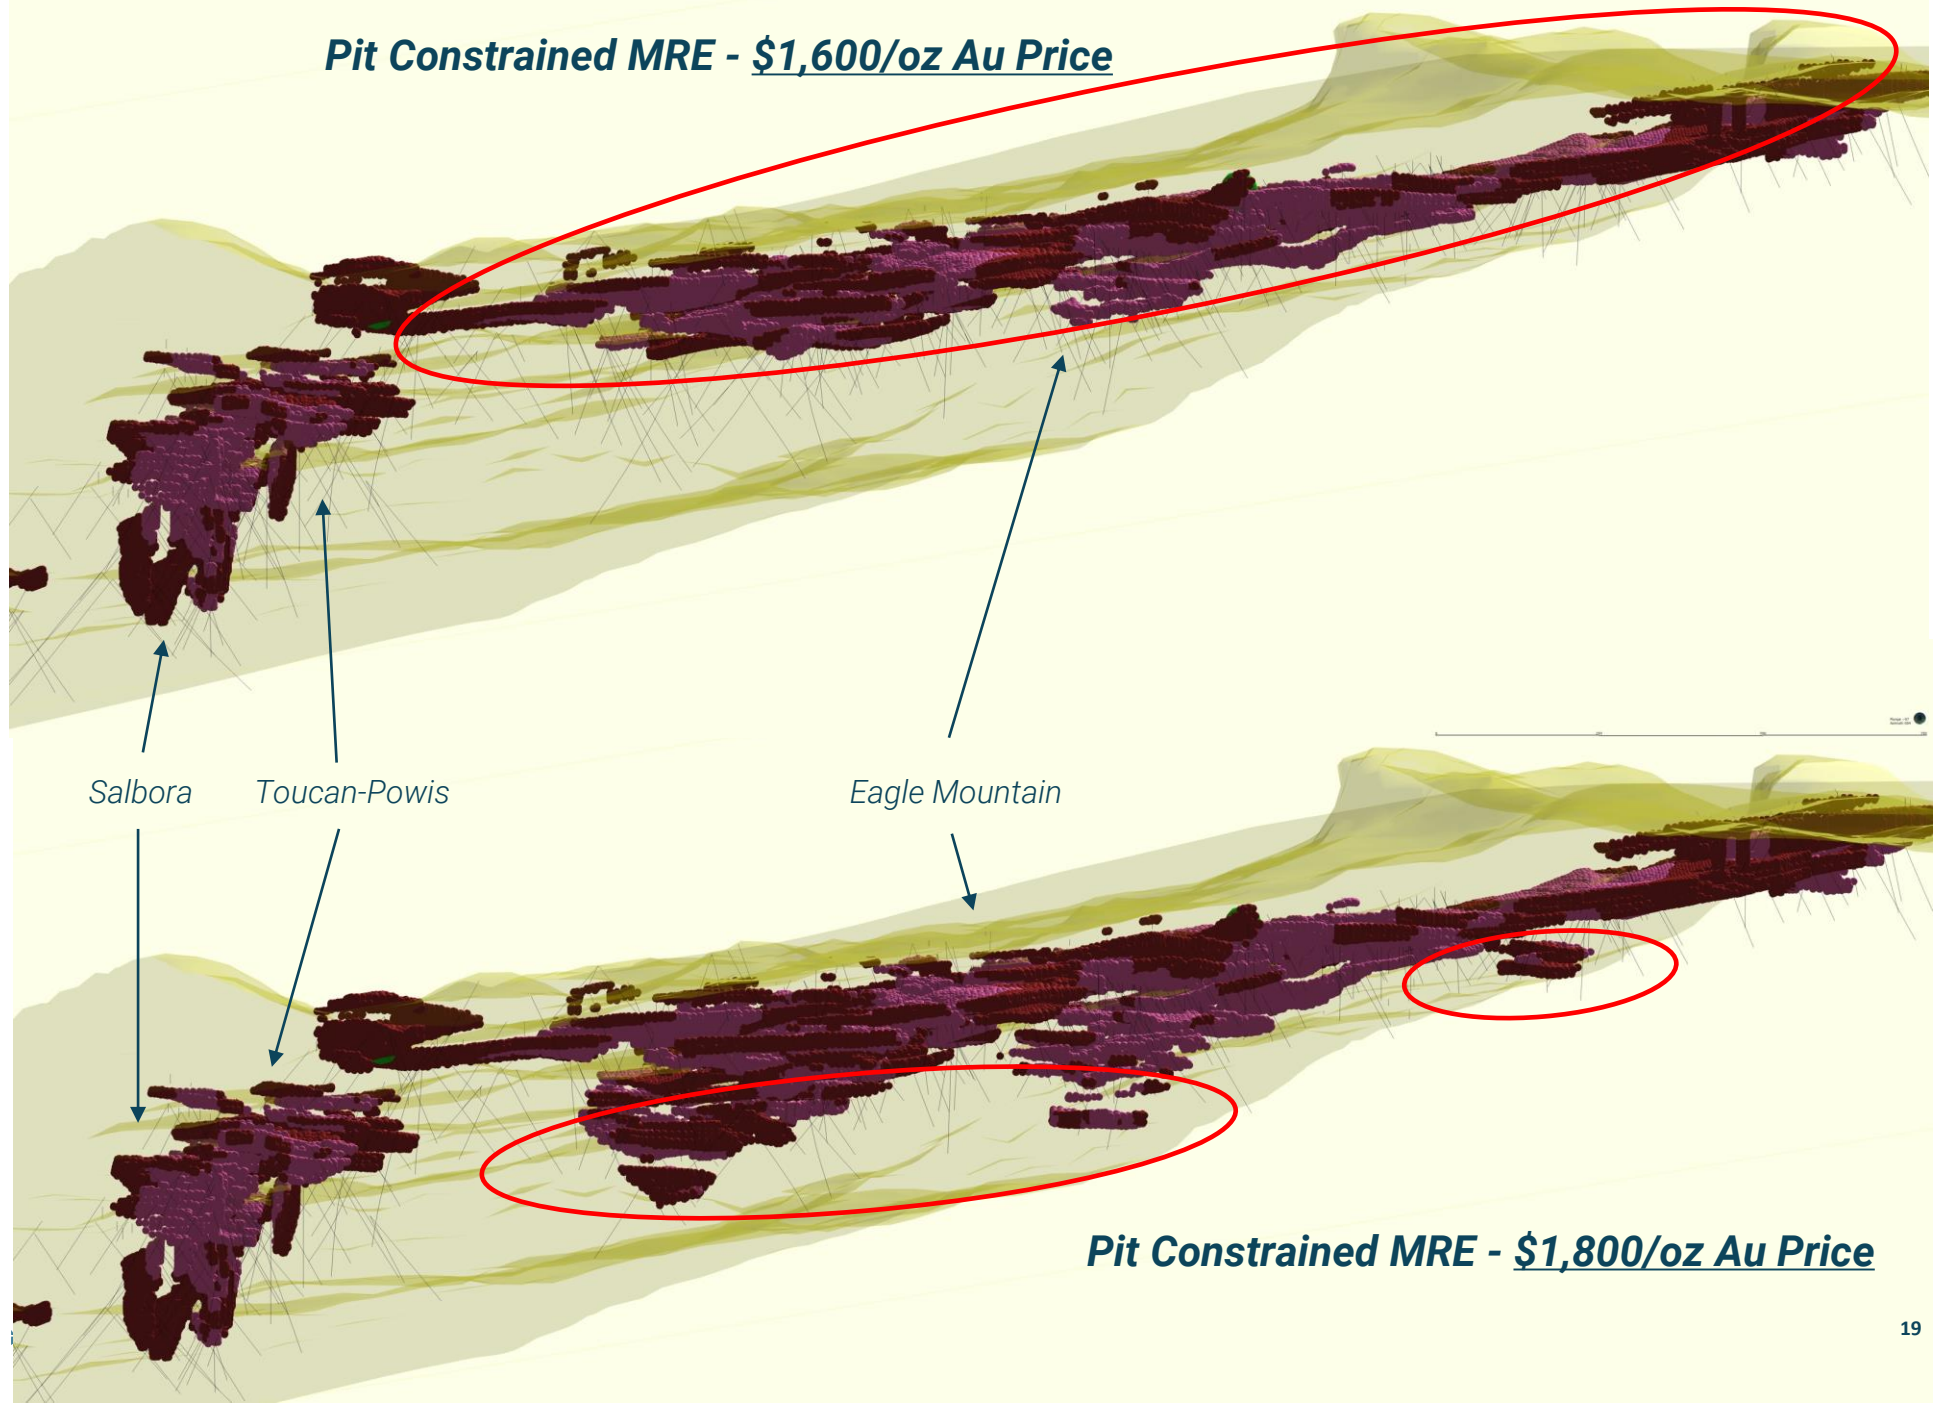 Pit Constrained MRE - $1,600/oz Au Price
Salbora
Toucan-Powis
Eagle Mountain
Pit Constrained MRE - $1,800/oz Au Price
19